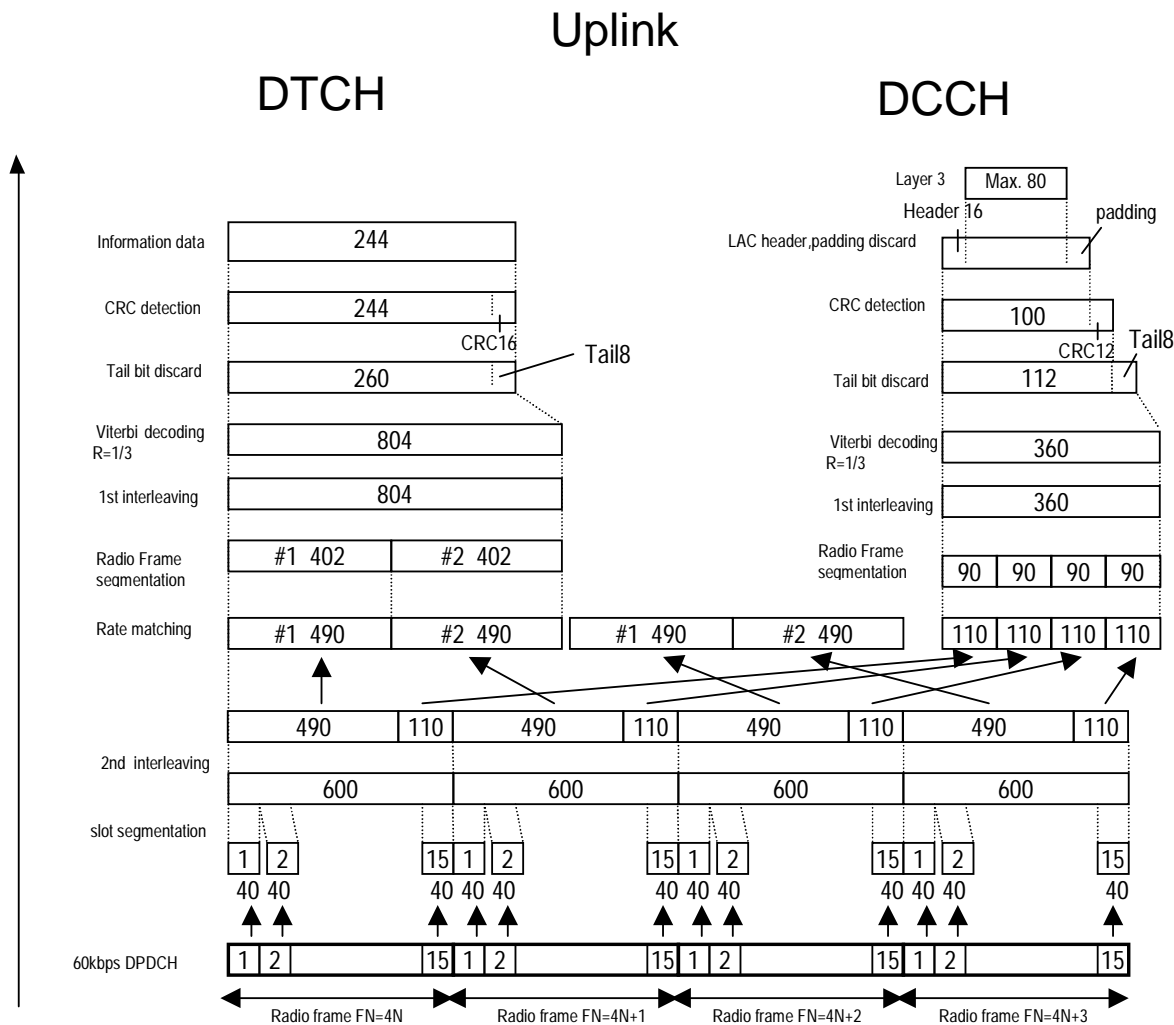 Uplink
DTCH DCCH
Layer 3 Max. 80
Header 16 padding
Information data 244 LAC header,padding discard
CRC detection 244 CRC detection 100
CRC16 Tail8 CRC12 Tail8
Tail bit discard 260 Tail bit discard 112
Viterbi decoding R=1/3 804 Viterbi decoding R=1/3 360
1st interleaving 804 1st interleaving 360
Radio Frame segmentation #1 402 #2 402 Radio Frame segmentation 90 90 90 90
Rate matching #1 490 #2 490 #1 490 #2 490 110 110 110 110
490 110 490 110 490 110 490 110
2nd interleaving
600 600 600 600
slot segmentation
1 2 15 1 2 15 1 2 15 1 2 15
40 40 40 40 40 40 40 40 40 40 40 40
60kbps DPDCH 1 2 15 1 2 15 1 2 15 1 2 15
Radio frame FN=4N Radio frame FN=4N+1 Radio frame FN=4N+2 Radio frame FN=4N+3